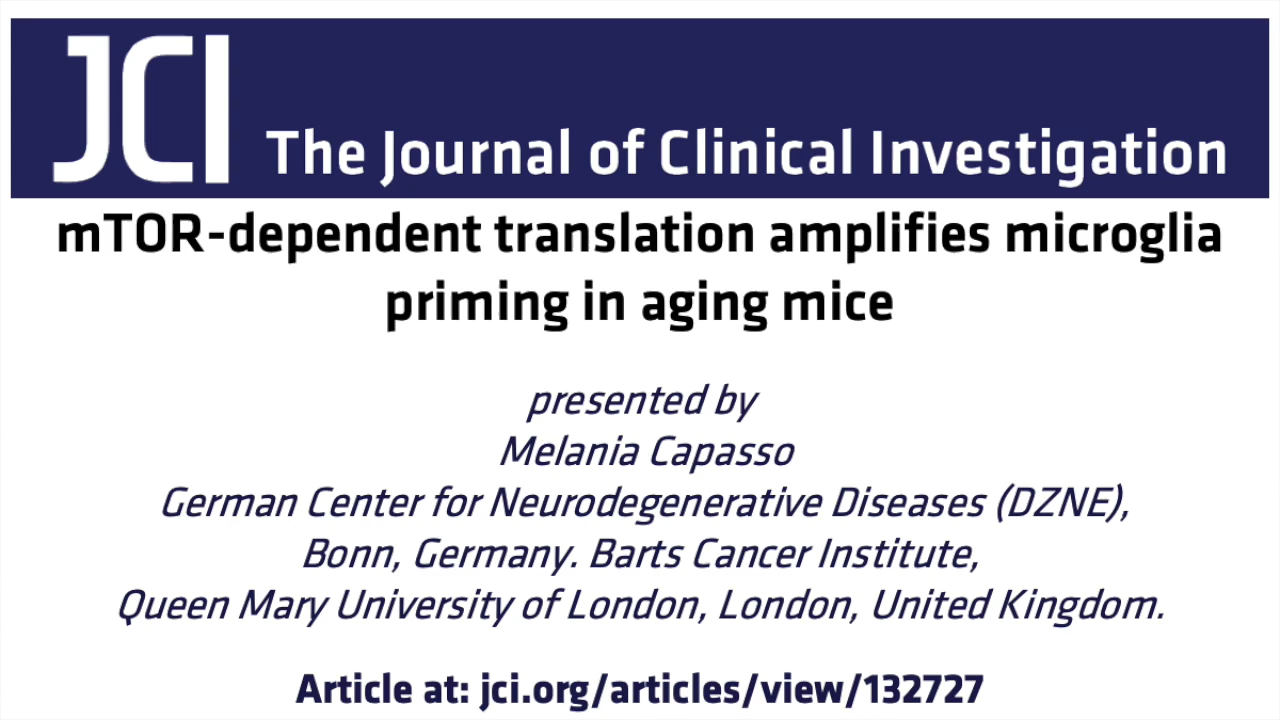 JCI The Journal of Clinical Investigation
mTOR-dependent translation amplifies microglia
priming in aging mice
presented by
Melania Capasso
German Center for Neurodegenerative Diseases (DZNE),
Bonn, Germany. Barts Cancer Institute,
Queen Mary University of London, London, United Kingdom.
Article at: jci.org/articles/view/132727